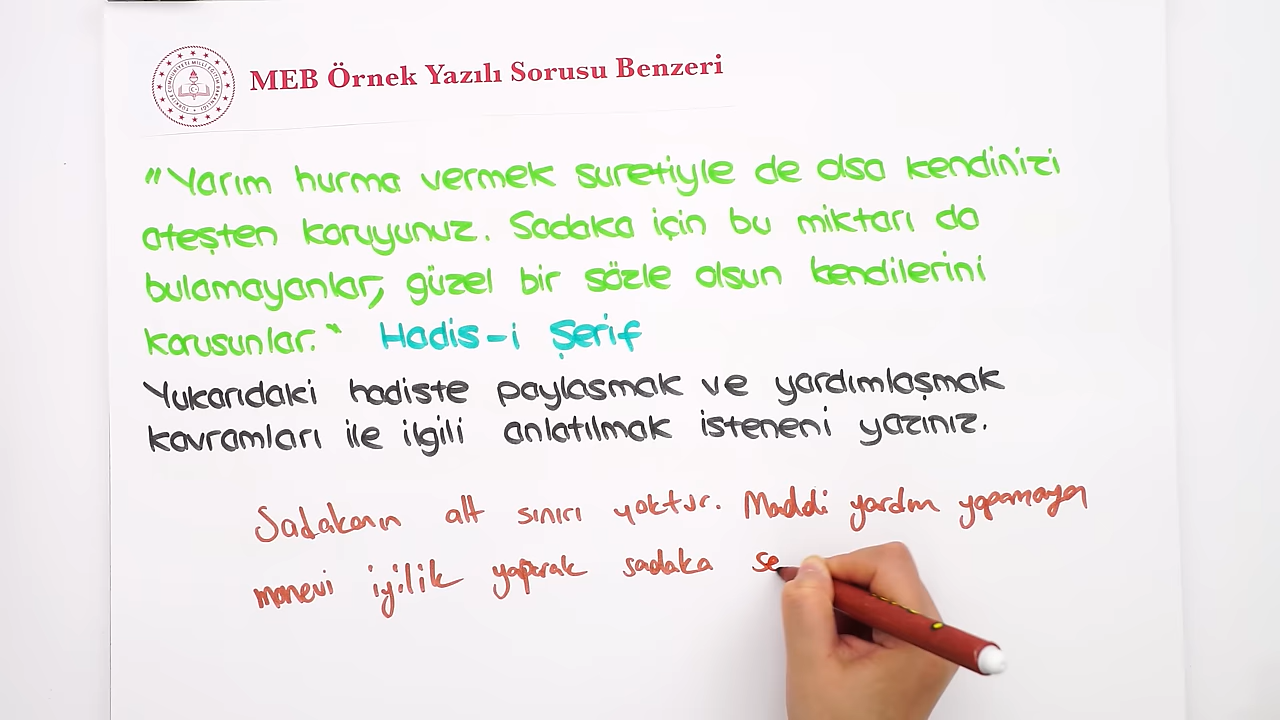 MEB Örnek Yazılı Sorusu Benzeri
"Yarım hurma vermek suretiyle de olsa kendinizi
ateşten koruyunuz. Sadaka için bu miktarı da
bulamayanlar, güzel bir sözle olsun kendilerini
korusunlar." Hadis-i Şerif
Yukarıdaki hadiste paylaşmak ve yardımlaşmak
kavramları ile ilgili anlatılmak isteneni yazınız.
Sadakanın alt sınırı yoktur. Maddi yardım yapamayan
manevi iyilik yaparak sadaka se